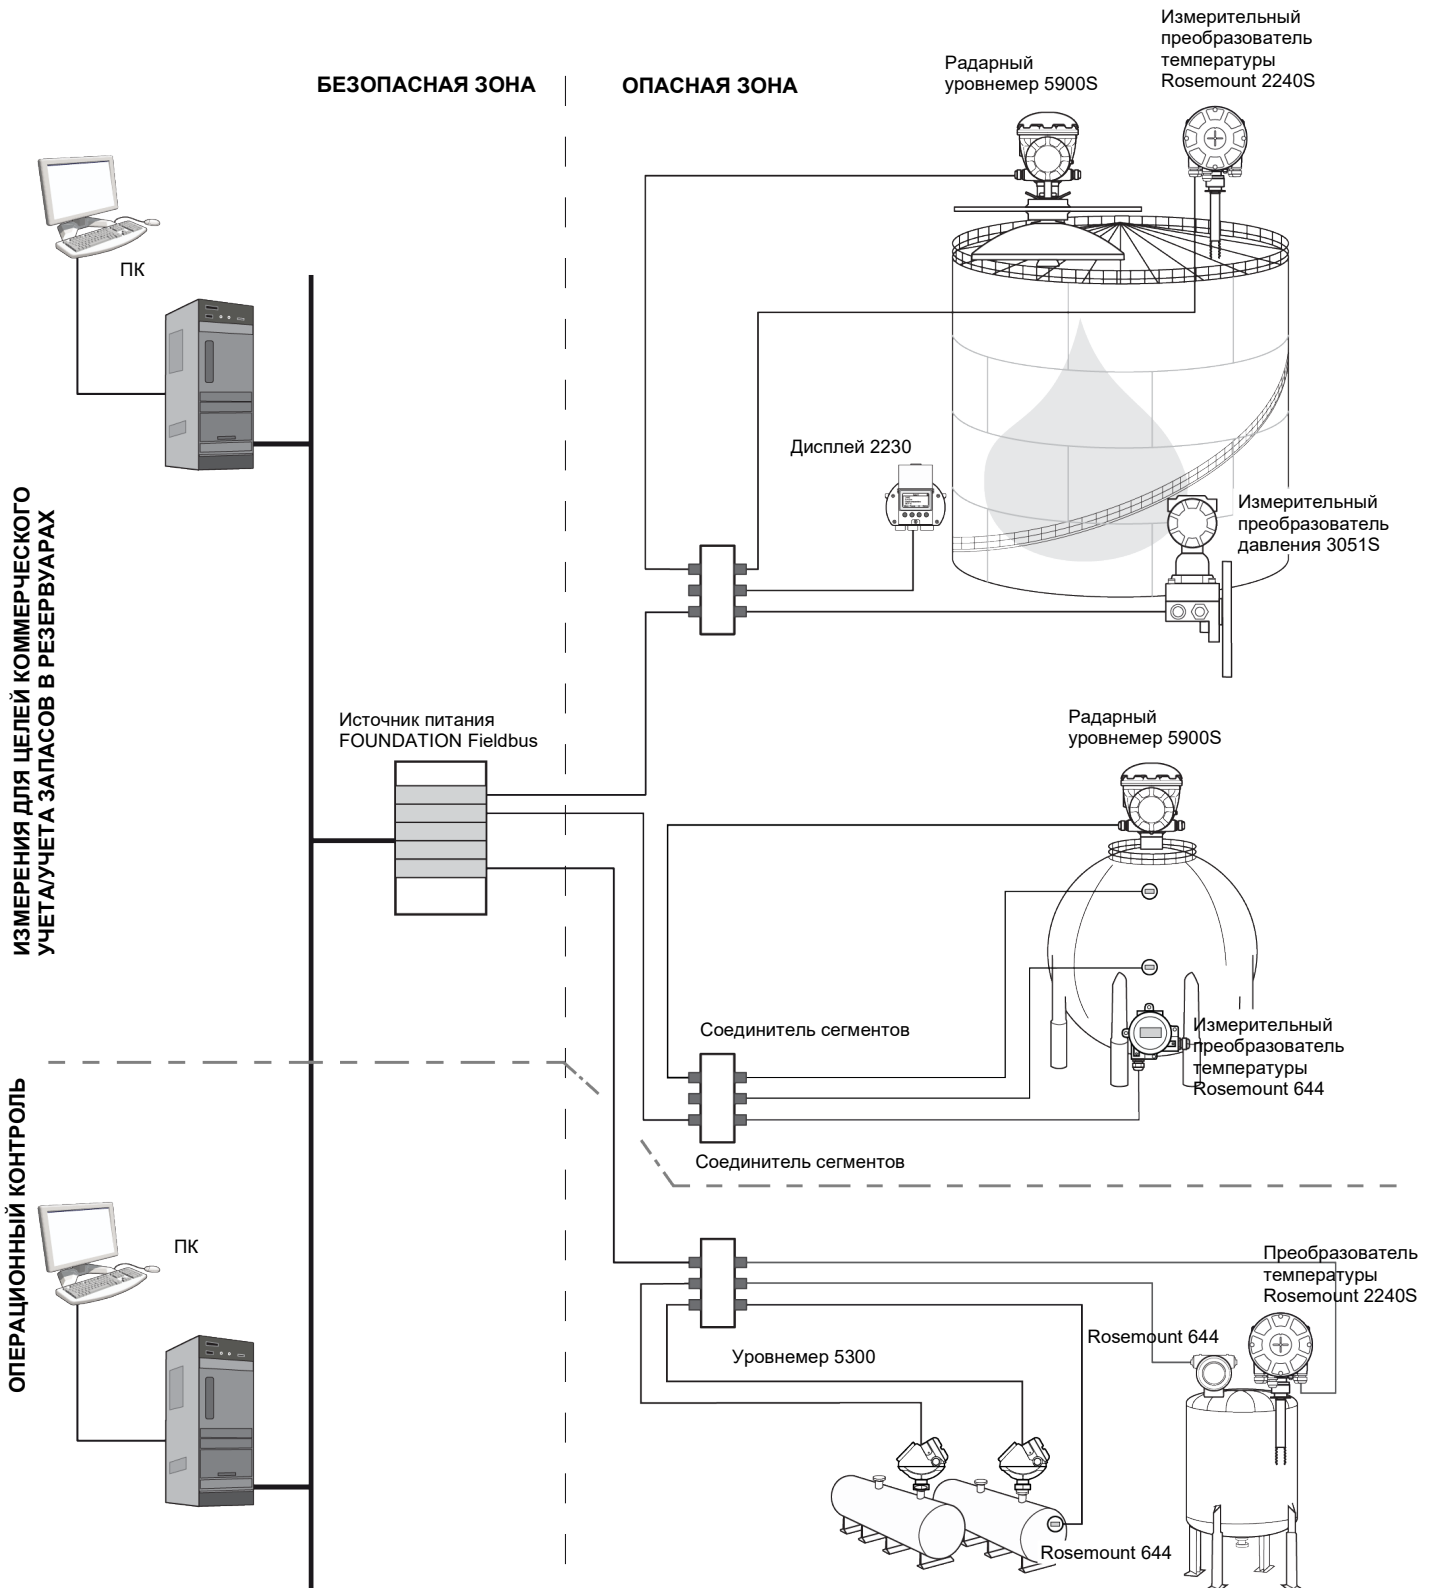 Измерительный
преобразователь
температуры
Rosemount 2240S
Радарный
уровнемер 5900S
БЕЗОПАСНАЯ ЗОНА
ОПАСНАЯ ЗОНА
ПК
Дисплей 2230
Измерительный
преобразователь
давления 3051S
ИЗМЕРЕНИЯ ДЛЯ ЦЕЛЕЙ КОММЕРЧЕСКОГО
УЧЕТА/УЧЕТА ЗАПАСОВ В РЕЗЕРВУАРАХ
Источник питания
FOUNDATION Fieldbus
Радарный
уровнемер 5900S
Соединитель сегментов
Измерительный
преобразователь
температуры
Rosemount 644
Соединитель сегментов
ОПЕРАЦИОННЫЙ КОНТРОЛЬ
ПК
Преобразователь
температуры
Rosemount 2240S
Rosemount 644
Уровнемер 5300
Rosemount 644